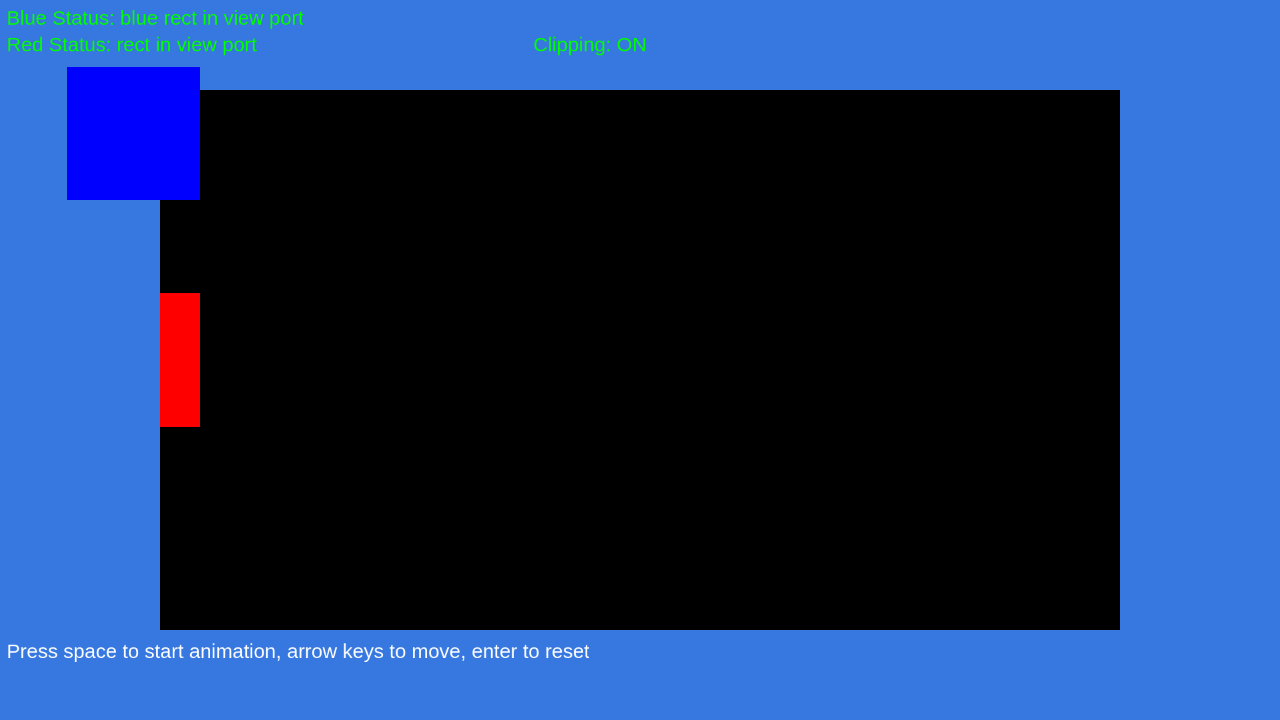 Blue Status: blue rect in view port
Red Status: rect in view port
Clipping: ON
Press space to start animation, arrow keys to move, enter to reset